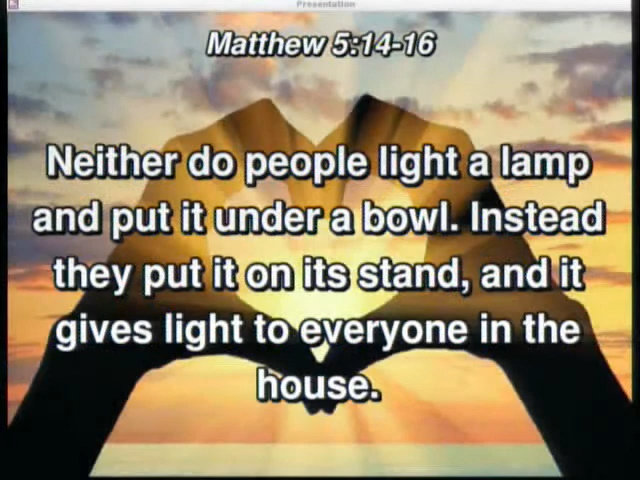 Presentation
Matthew 5:14-16
Neither do people light a lamp
and put it under a bowl. Instead
they put it on its stand, and it
gives light to everyone in the
house.